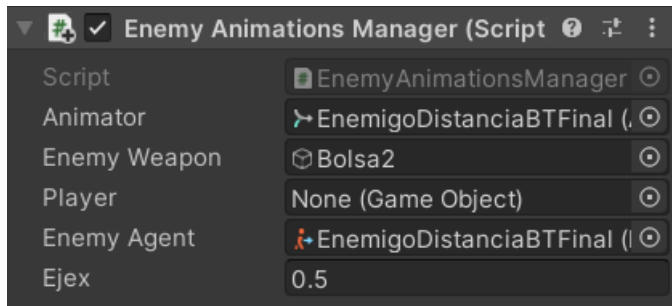 Enemy Animations Manager (Script
Script EnemyAnimationsManager
Animator EnemigoDistanciaBTFinal (
Enemy Weapon Bolsa2
Player None (Game Object)
Enemy Agent EnemigoDistanciaBTFinal (
Ejex 0.5